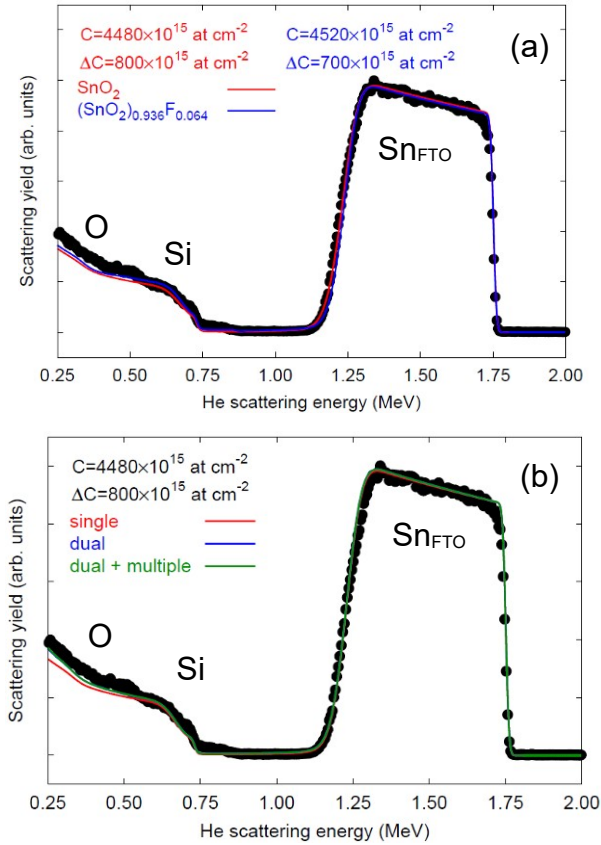 C=4480×10¹⁵ at cm⁻² C=4520×10¹⁵ at cm⁻² (a)
ΔC=800×10¹⁵ at cm⁻² ΔC=700×10¹⁵ at cm⁻²
SnO₂
(SnO₂)₀.₉₃₆F₀.₀₆₄
Sn_FTO
O
Si
Scattering yield (arb. units)
0.25 0.50 0.75 1.00 1.25 1.50 1.75 2.00
He scattering energy (MeV)
C=4480×10¹⁵ at cm⁻² (b)
ΔC=800×10¹⁵ at cm⁻²
single
dual
dual + multiple
Sn_FTO
O
Si
Scattering yield (arb. units)
0.25 0.50 0.75 1.00 1.25 1.50 1.75 2.00
He scattering energy (MeV)